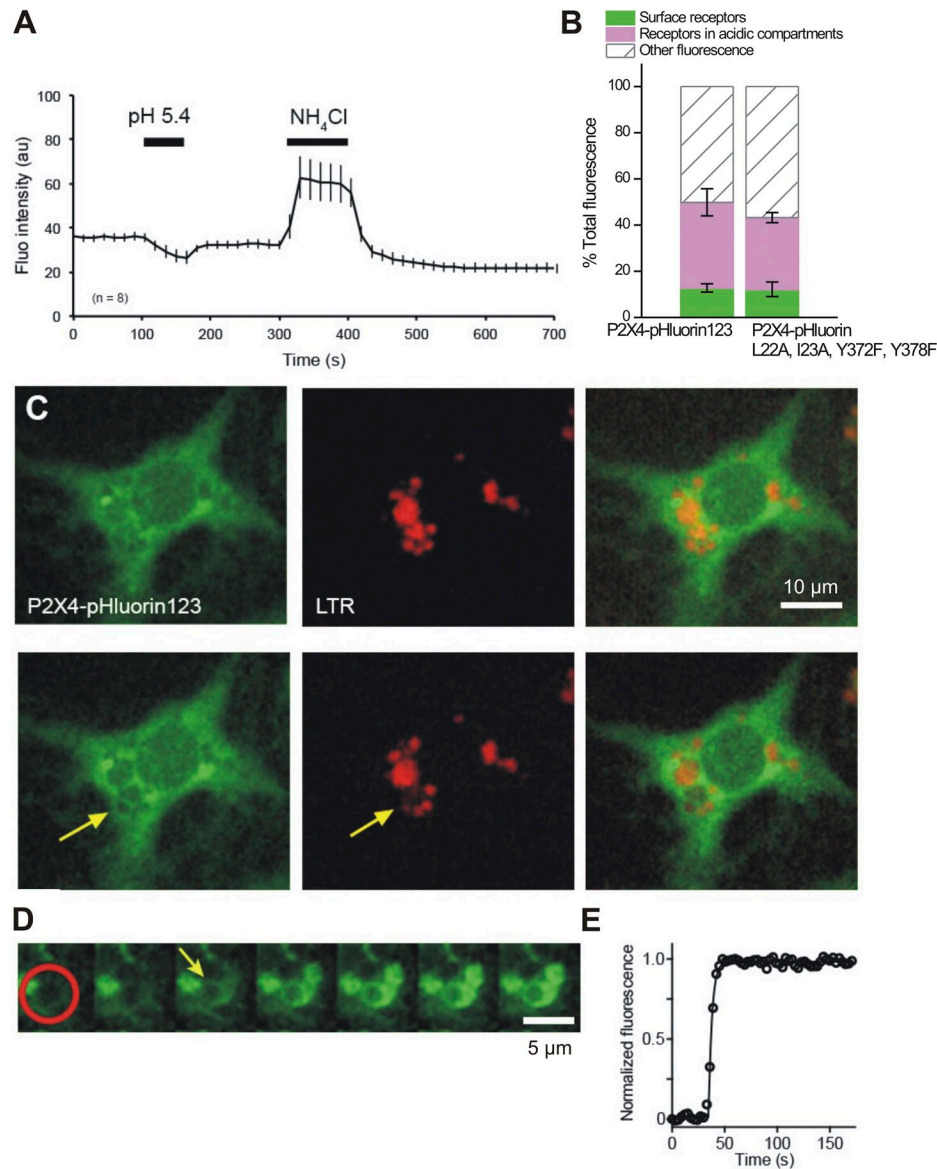 A
Fluo intensity (au)
100
80
60
40
20
0
pH 5.4
NH4Cl
(n = 8)
0 100 200 300 400 500 600 700
Time (s)
B
Surface receptors
Receptors in acidic compartments
Other fluorescence
% Total fluorescence
100
80
60
40
20
0
P2X4-pHluorin123
P2X4-pHluorin
L22A, I23A, Y372F, Y378F
C
P2X4-pHluorin123
LTR
10 µm
D
5 µm
E
Normalized fluorescence
1.0
0.5
0
0 50 100 150
Time (s)